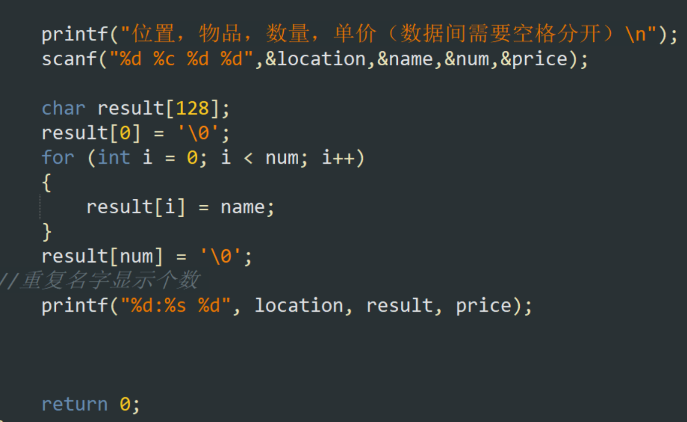 printf("位置，物品，数量，单价（数据间需要空格分开）\n");
scanf("%d %c %d %d",&location,&name,&num,&price);
char result[128];
result[0] = '\0';
for (int i = 0; i < num; i++)
{
result[i] = name;
}
result[num] = '\0';
//重复名字显示个数
printf("%d:%s %d", location, result, price);
return 0;